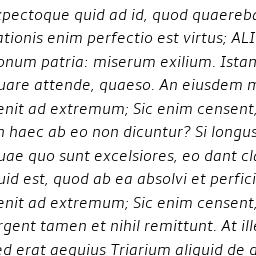 xpectoque quid ad id, quod quaereba
ationis enim perfectio est virtus; ALI
onum patria: miserum exilium. Istan
uare attende, quaeso. An eiusdem m
enit ad extremum; Sic enim censent,
n haec ab eo non dicuntur? Si longus
uae quo sunt excelsiores, eo dant cla
uid est, quod ab ea absolvi et perfici
enit ad extremum; Sic enim censent,
rgent tamen et nihil remittunt. At ille
ed erat aequius Triarium aliquid de d